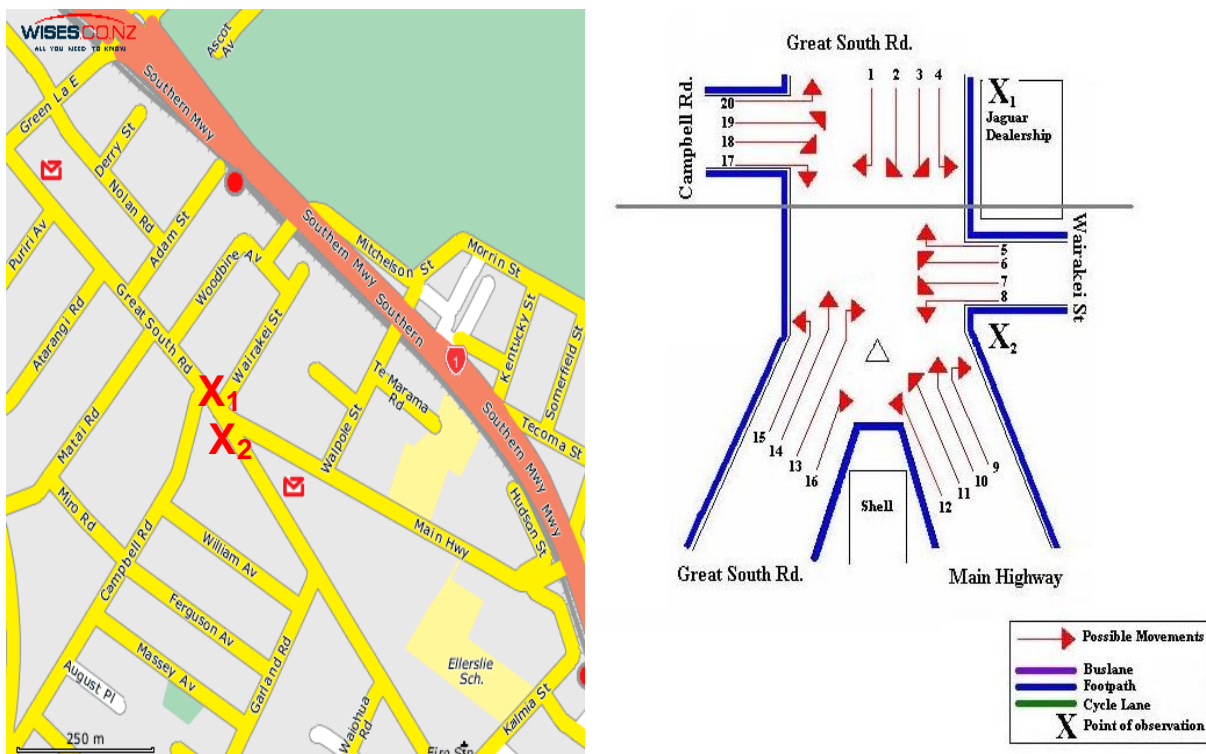 WISES.CO.NZ
ALL YOU NEED TO KNOW
Ascot Av
Southern Mwy
Green La E
Derry St
Nolan Rd
Adam St
Puriri Av
Woodbine Av
Southern Mwy
Mitchelson St
Morrin St
Atarangi Rd
Great South Rd
Wairakei St
Southern
1
Kentucky St
Somerfield St
Te Marama Rd
X1
X2
Walpole St
Southern Mwy
Tecoma St
Matai Rd
Southern Mwy
Miro Rd
Hudson St
Main Hwy
Campbell Rd
William Av
Ferguson Av
Massey Av
Garland Rd
August Pl
Ellerslie Sch.
Kalmia St
Waiohua Rd
250 m
Great South Rd.
1 2 3 4
X1
Jaguar
Dealership
Campbell Rd.
20
19
18
17
Wairakei St
5
6
7
8
X2
15
14
13
16
9
10
11
12
Shell
Great South Rd.
Main Highway
Possible Movements
Buslane
Footpath
Cycle Lane
X Point of observation